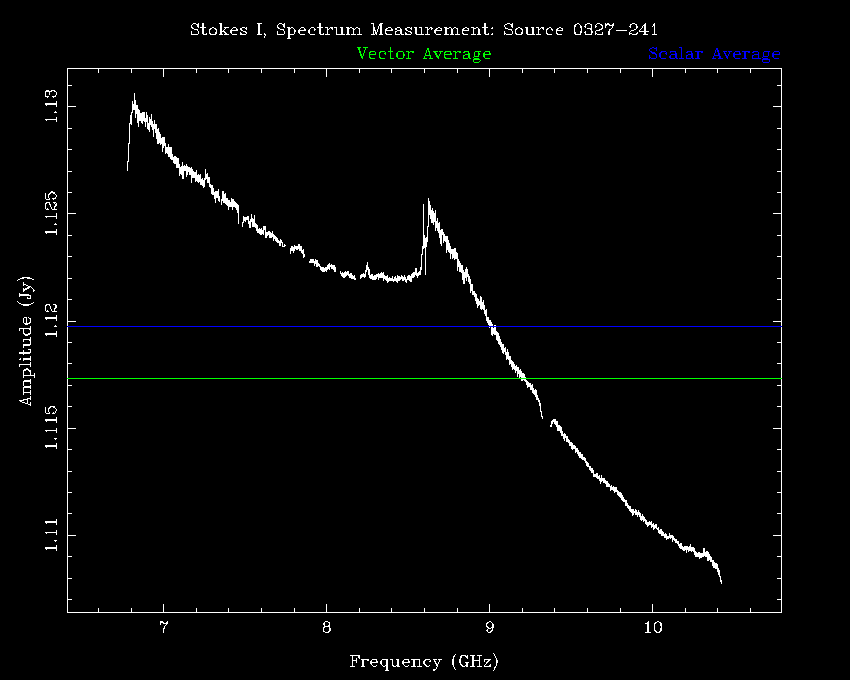 Stokes I, Spectrum Measurement: Source 0327-241
Vector Average
Scalar Average
1.13
1.125
1.12
1.115
1.11
Amplitude (Jy)
7 8 9 10
Frequency (GHz)